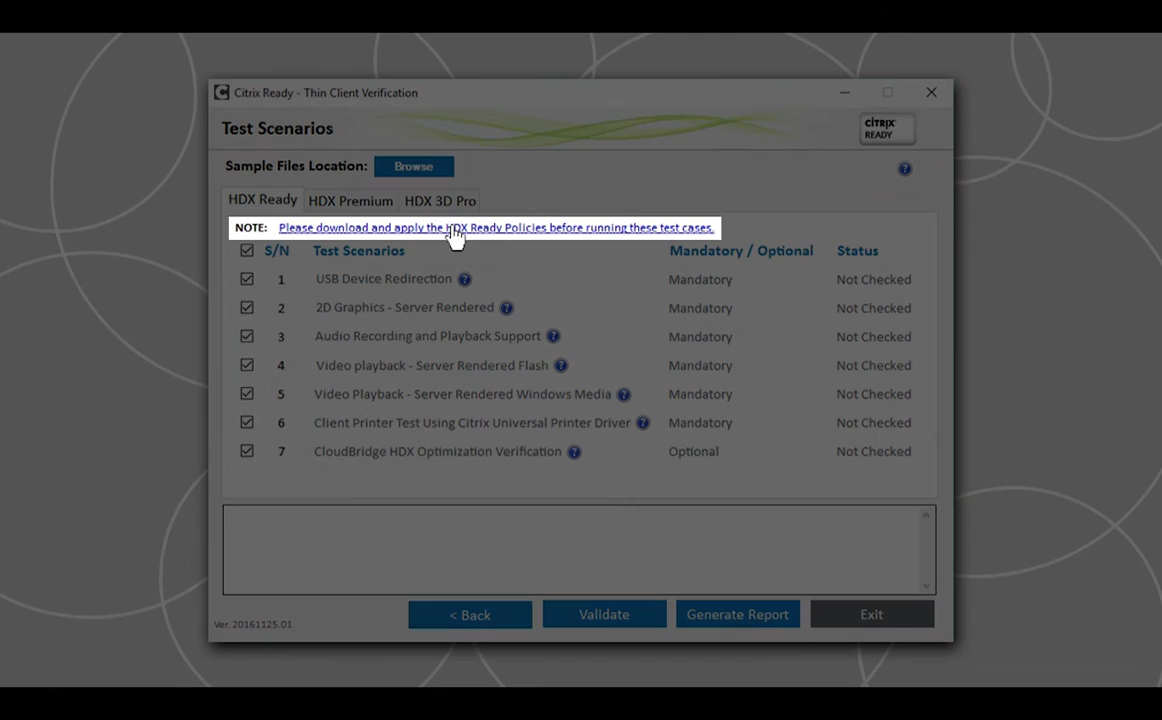 Citrix Ready - Thin Client Verification
Test Scenarios
CITRIX READY
Sample Files Location: Browse
HDX Ready HDX Premium HDX 3D Pro
NOTE: Please download and apply the HDX Ready Policies before running these test cases.
S/N Test Scenarios Mandatory / Optional Status
1 USB Device Redirection Mandatory Not Checked
2 2D Graphics - Server Rendered Mandatory Not Checked
3 Audio Recording and Playback Support Mandatory Not Checked
4 Video playback - Server Rendered Flash Mandatory Not Checked
5 Video Playback - Server Rendered Windows Media Mandatory Not Checked
6 Client Printer Test Using Citrix Universal Printer Driver Mandatory Not Checked
7 CloudBridge HDX Optimization Verification Optional Not Checked
Ver. 20161125.01
< Back Validate Generate Report Exit